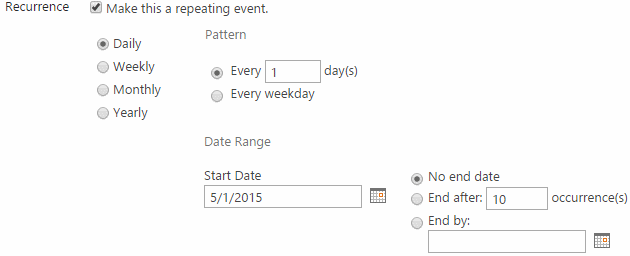 Recurrence Make this a repeating event.
Daily
Weekly
Monthly
Yearly
Pattern
Every 1 day(s)
Every weekday
Date Range
Start Date
5/1/2015
No end date
End after: 10 occurrence(s)
End by: